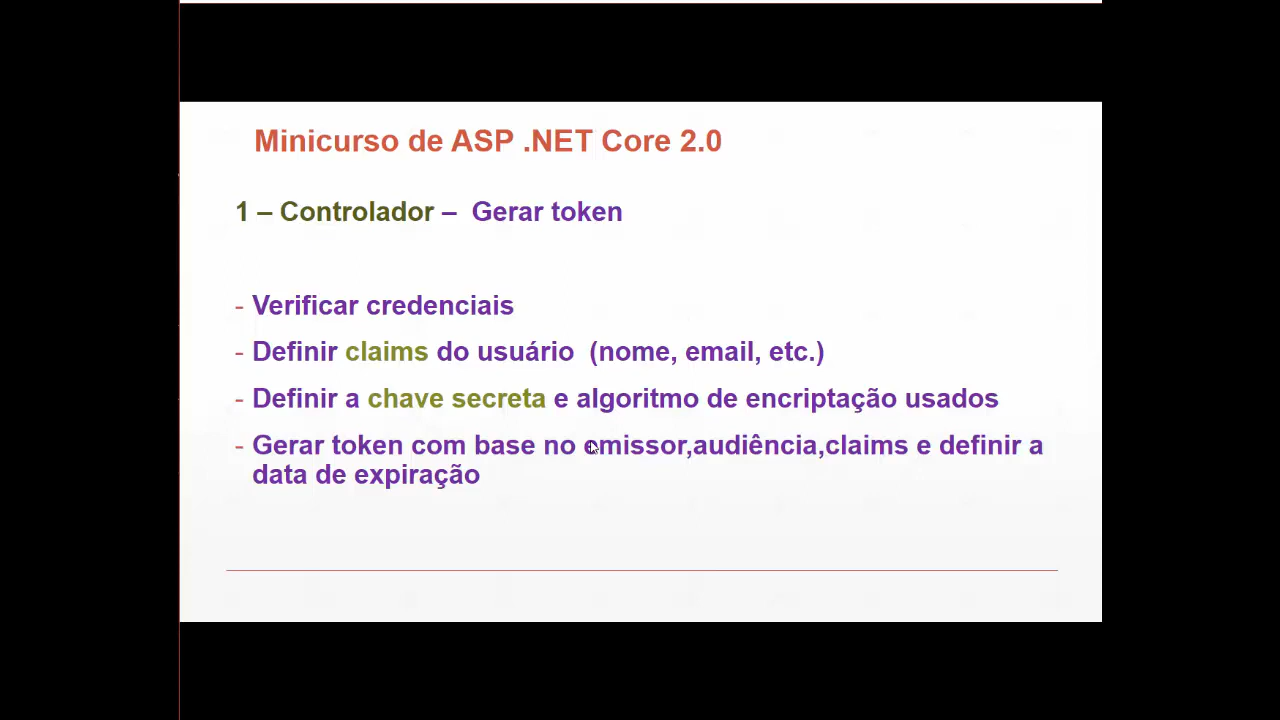 Minicurso de ASP .NET Core 2.0
1 – Controlador – Gerar token
- Verificar credenciais
- Definir claims do usuário (nome, email, etc.)
- Definir a chave secreta e algoritmo de encriptação usados
- Gerar token com base no emissor,audiência,claims e definir a
data de expiração